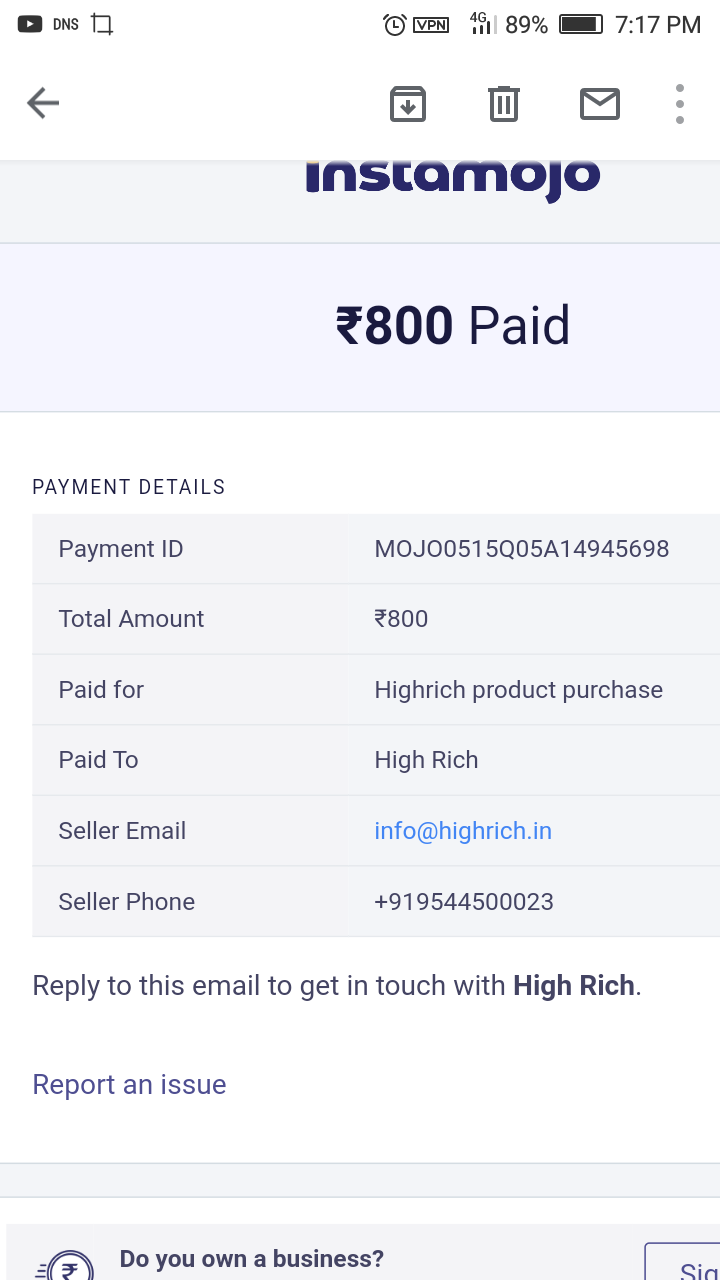 DNS VPN 4G 89% 7:17 PM
instamojo
₹800 Paid
PAYMENT DETAILS
Payment ID MOJO0515Q05A14945698
Total Amount ₹800
Paid for Highrich product purchase
Paid To High Rich
Seller Email info@highrich.in
Seller Phone +919544500023
Reply to this email to get in touch with High Rich.
Report an issue
Do you own a business?
₹